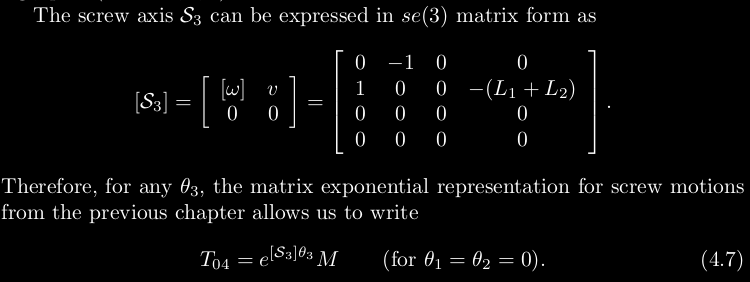 The screw axis 𝒮₃ can be expressed in se(3) matrix form as
[𝒮₃] = [ [ω] v ; 0 0 ] = [ 0 −1 0 0 ; 1 0 0 −(L₁ + L₂) ; 0 0 0 0 ; 0 0 0 0 ] .
Therefore, for any θ₃, the matrix exponential representation for screw motions
from the previous chapter allows us to write
T₀₄ = e^{[𝒮₃]θ₃} M (for θ₁ = θ₂ = 0). (4.7)